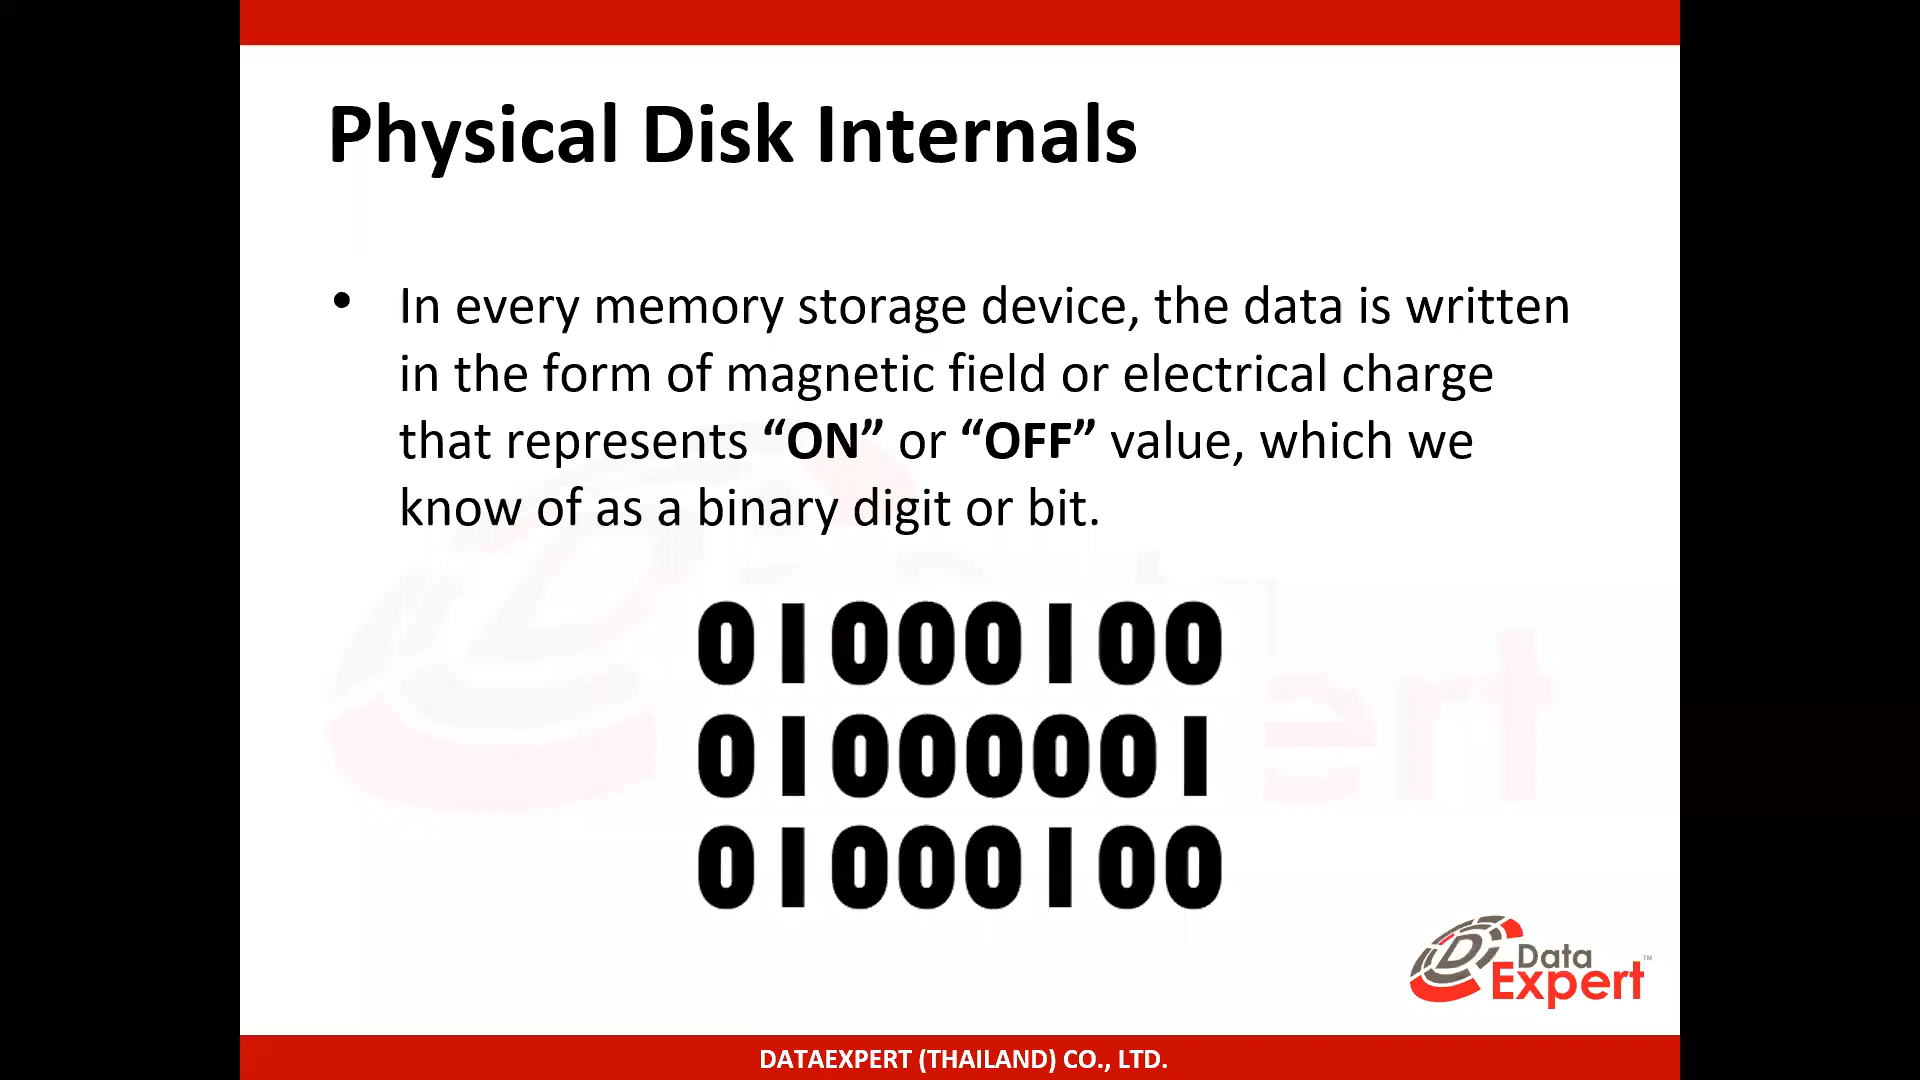 Physical Disk Internals
• In every memory storage device, the data is written
in the form of magnetic field or electrical charge
that represents “ON” or “OFF” value, which we
know of as a binary digit or bit.
01000100
01000001
01000100
Data
Expert™
DATAEXPERT (THAILAND) CO., LTD.